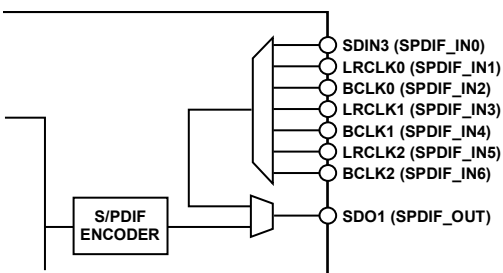 SDIN3 (SPDIF_IN0)
LRCLK0 (SPDIF_IN1)
BCLK0 (SPDIF_IN2)
LRCLK1 (SPDIF_IN3)
BCLK1 (SPDIF_IN4)
LRCLK2 (SPDIF_IN5)
BCLK2 (SPDIF_IN6)
S/PDIF
ENCODER
SDO1 (SPDIF_OUT)